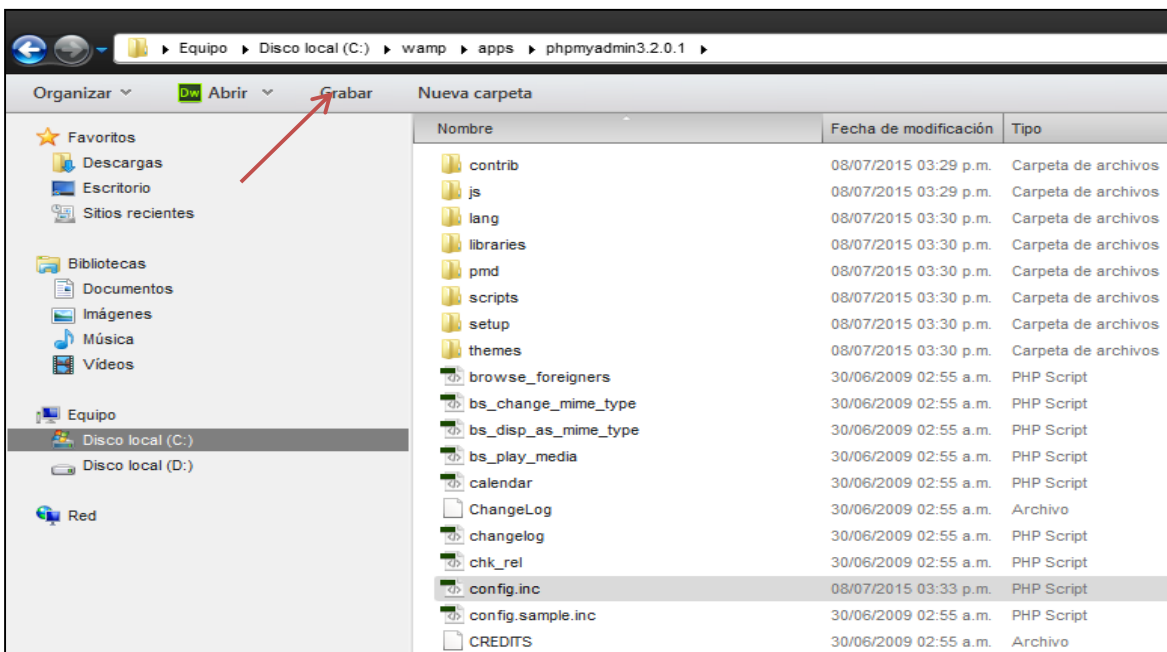 Equipo Disco local (C:) wamp apps phpmyadmin3.2.0.1
Organizar Dw Abrir Grabar Nueva carpeta
Favoritos
Descargas
Escritorio
Sitios recientes
Bibliotecas
Documentos
Imágenes
Música
Vídeos
Equipo
Disco local (C:)
Disco local (D:)
Red
Nombre Fecha de modificación Tipo
contrib 08/07/2015 03:29 p.m. Carpeta de archivos
js 08/07/2015 03:29 p.m. Carpeta de archivos
lang 08/07/2015 03:30 p.m. Carpeta de archivos
libraries 08/07/2015 03:30 p.m. Carpeta de archivos
pmd 08/07/2015 03:30 p.m. Carpeta de archivos
scripts 08/07/2015 03:30 p.m. Carpeta de archivos
setup 08/07/2015 03:30 p.m. Carpeta de archivos
themes 08/07/2015 03:30 p.m. Carpeta de archivos
browse_foreigners 30/06/2009 02:55 a.m. PHP Script
bs_change_mime_type 30/06/2009 02:55 a.m. PHP Script
bs_disp_as_mime_type 30/06/2009 02:55 a.m. PHP Script
bs_play_media 30/06/2009 02:55 a.m. PHP Script
calendar 30/06/2009 02:55 a.m. PHP Script
ChangeLog 30/06/2009 02:55 a.m. Archivo
changelog 30/06/2009 02:55 a.m. PHP Script
chk_rel 30/06/2009 02:55 a.m. PHP Script
config.inc 08/07/2015 03:33 p.m. PHP Script
config.sample.inc 30/06/2009 02:55 a.m. PHP Script
CREDITS 30/06/2009 02:55 a.m. Archivo